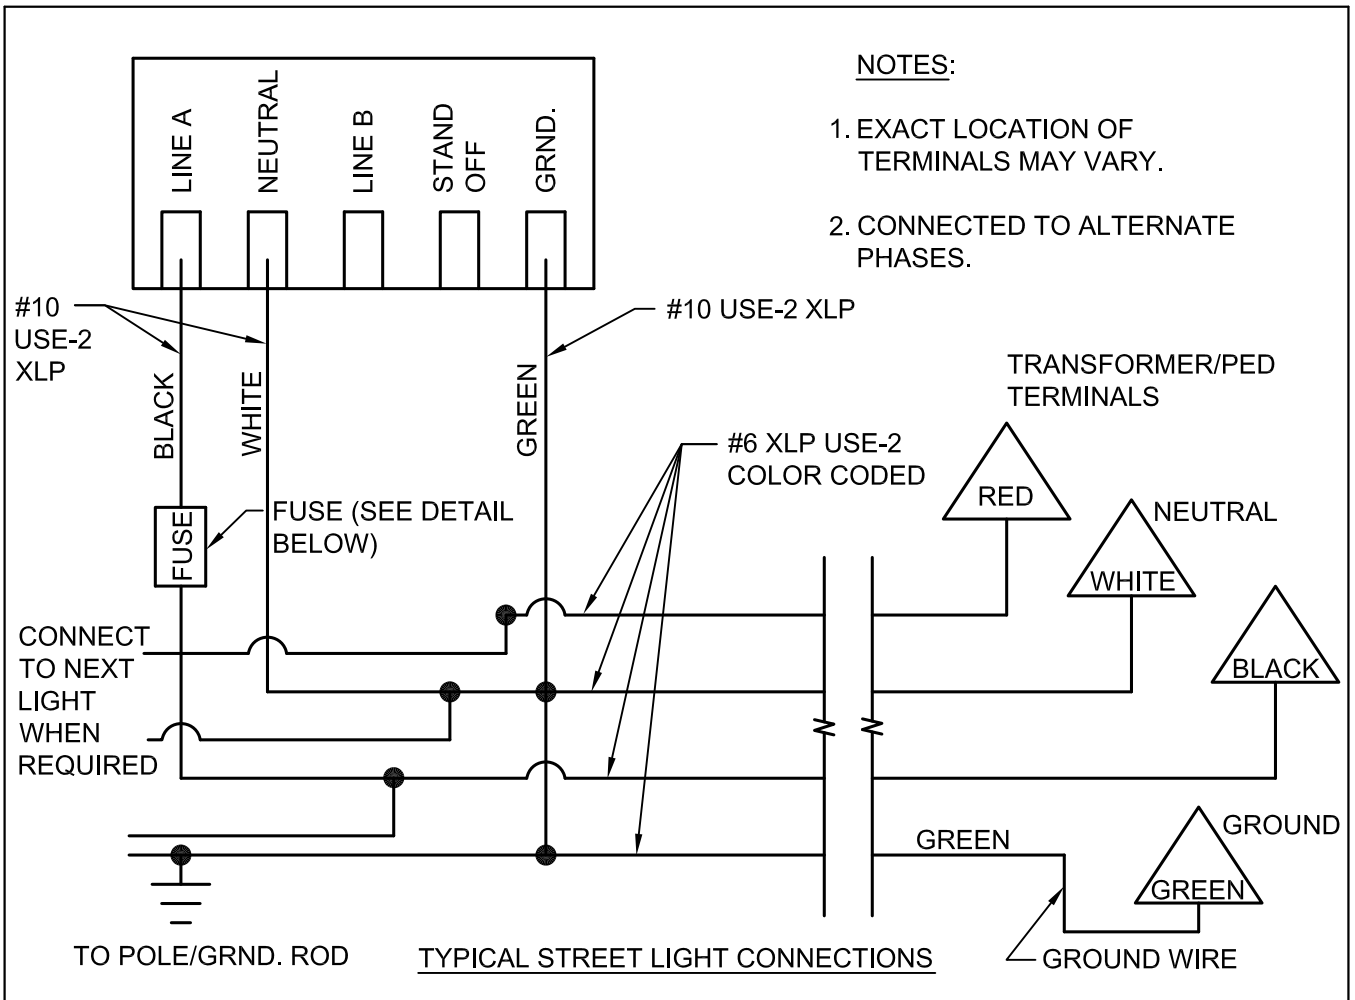 LINE A
NEUTRAL
LINE B
STAND
OFF
GRND.
NOTES:
1. EXACT LOCATION OF
TERMINALS MAY VARY.
2. CONNECTED TO ALTERNATE
PHASES.
#10
USE-2
XLP
#10 USE-2 XLP
BLACK
WHITE
GREEN
TRANSFORMER/PED
TERMINALS
#6 XLP USE-2
COLOR CODED
RED
NEUTRAL
WHITE
FUSE
FUSE (SEE DETAIL
BELOW)
CONNECT
TO NEXT
LIGHT
WHEN
REQUIRED
BLACK
GREEN
GROUND
GREEN
TO POLE/GRND. ROD
TYPICAL STREET LIGHT CONNECTIONS
GROUND WIRE